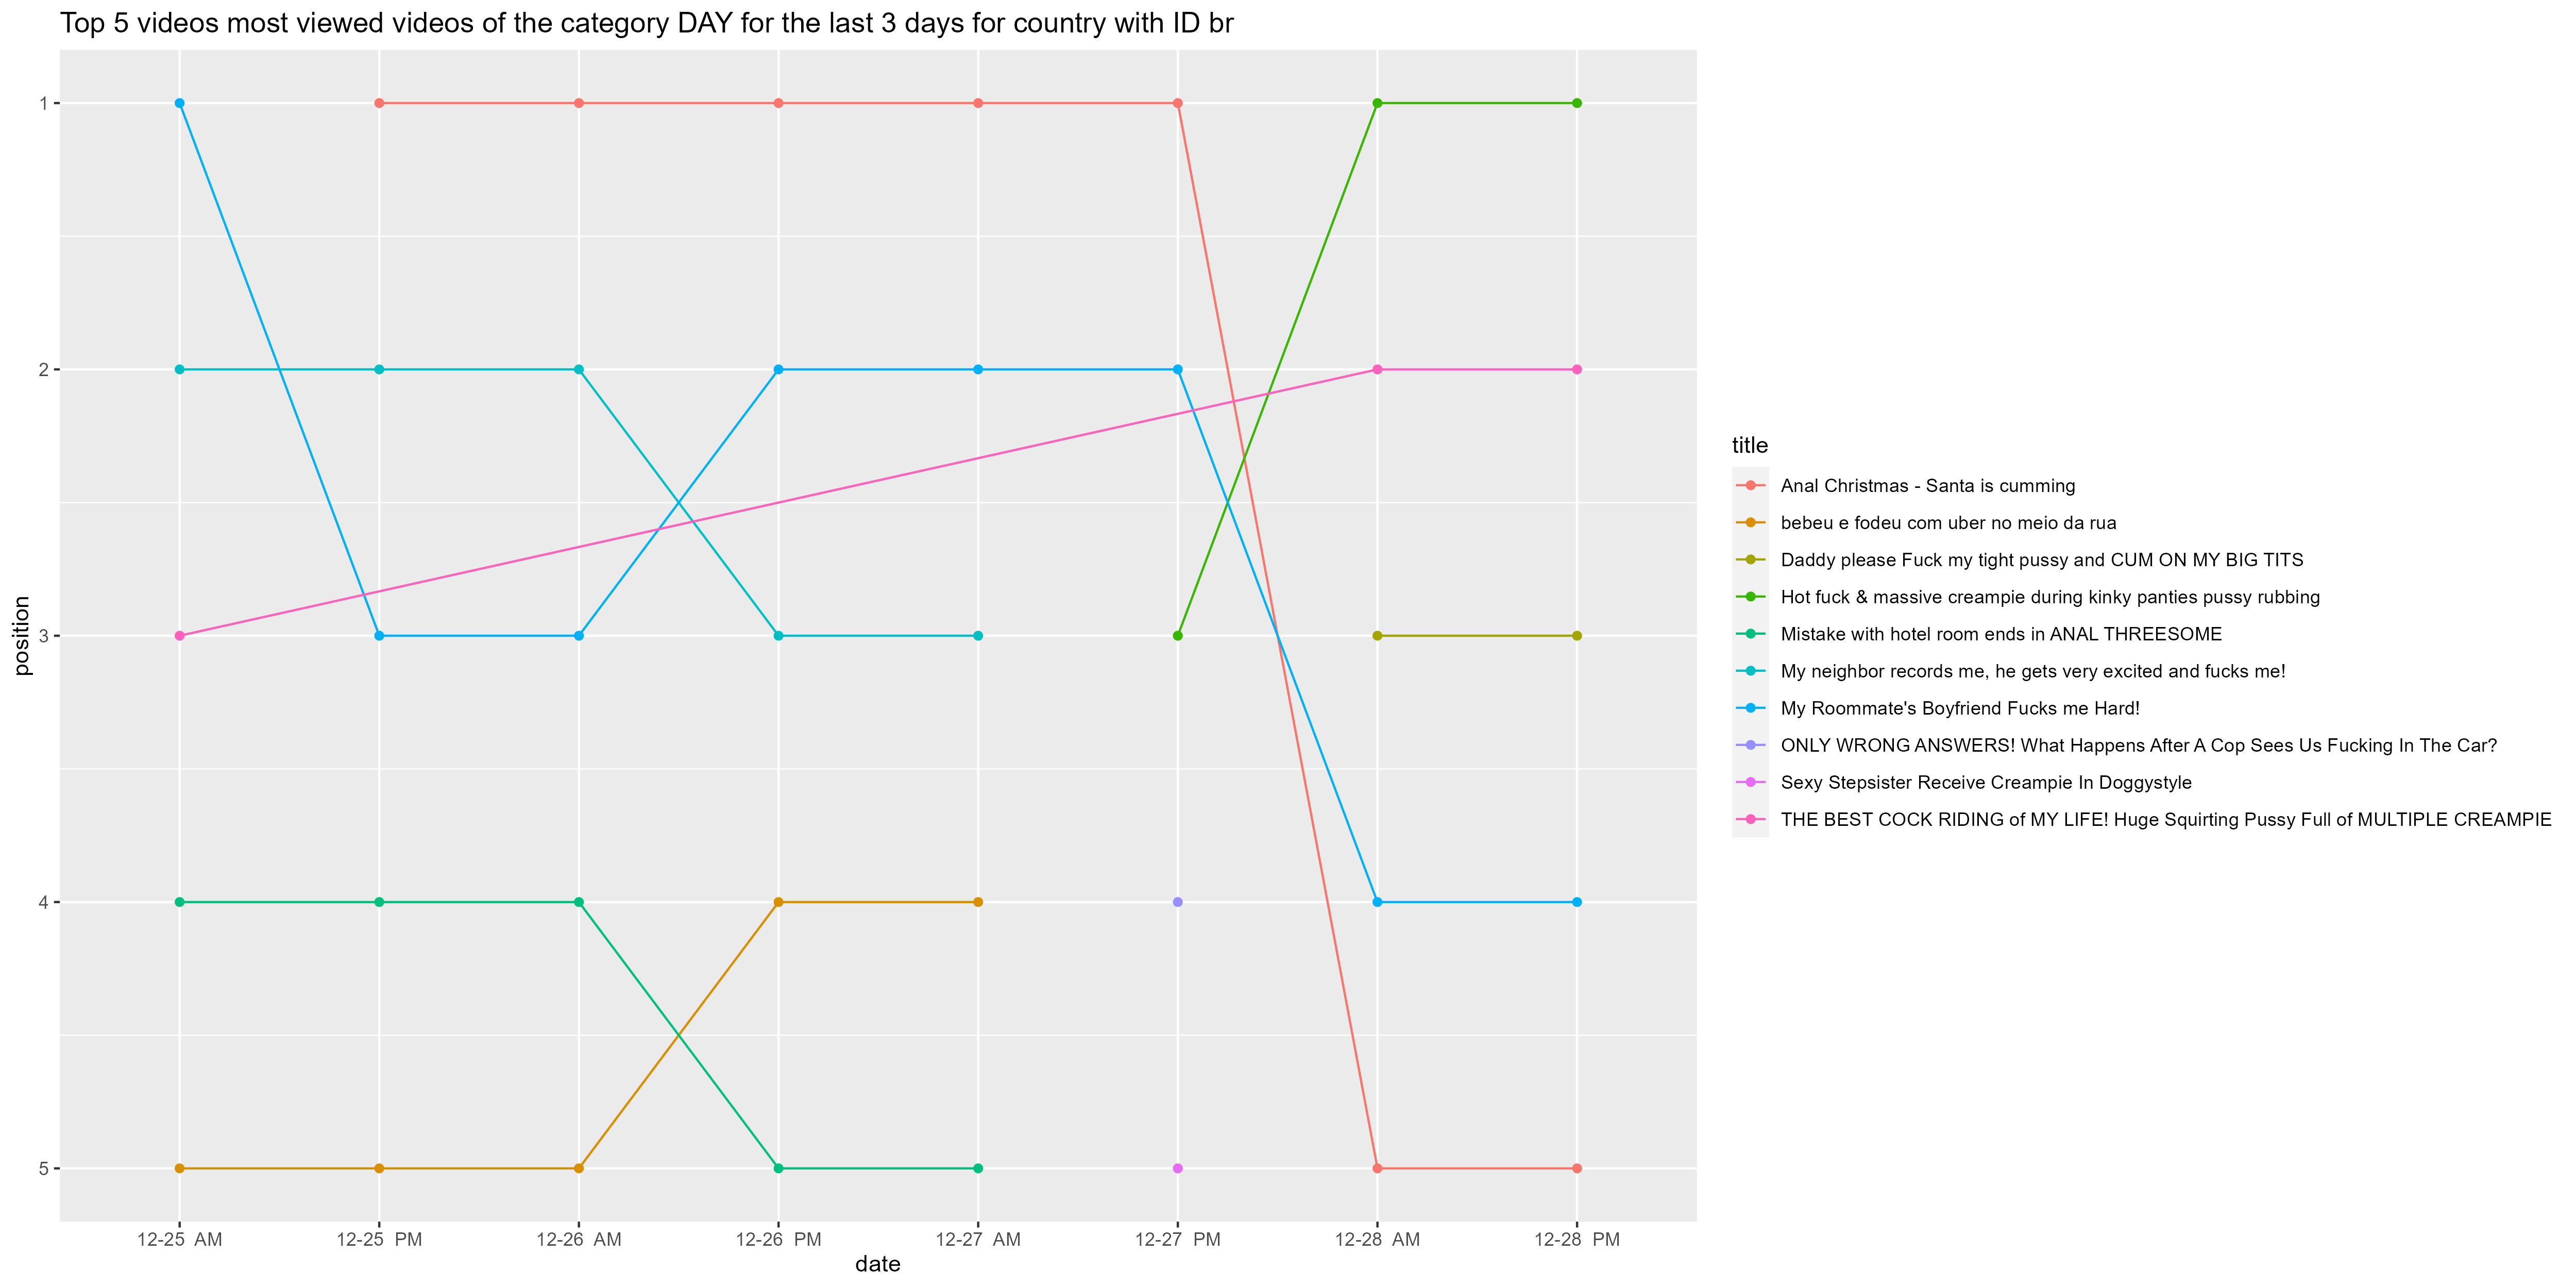 Top 5 videos most viewed videos of the category DAY for the last 3 days for country with ID br
position
1
2
3
4
5
12-25 AM
12-25 PM
12-26 AM
12-26 PM
12-27 AM
12-27 PM
12-28 AM
12-28 PM
date
title
Anal Christmas - Santa is cumming
bebeu e fodeu com uber no meio da rua
Daddy please Fuck my tight pussy and CUM ON MY BIG TITS
Hot fuck & massive creampie during kinky panties pussy rubbing
Mistake with hotel room ends in ANAL THREESOME
My neighbor records me, he gets very excited and fucks me!
My Roommate's Boyfriend Fucks me Hard!
ONLY WRONG ANSWERS! What Happens After A Cop Sees Us Fucking In The Car?
Sexy Stepsister Receive Creampie In Doggystyle
THE BEST COCK RIDING of MY LIFE! Huge Squirting Pussy Full of MULTIPLE CREAMPIE